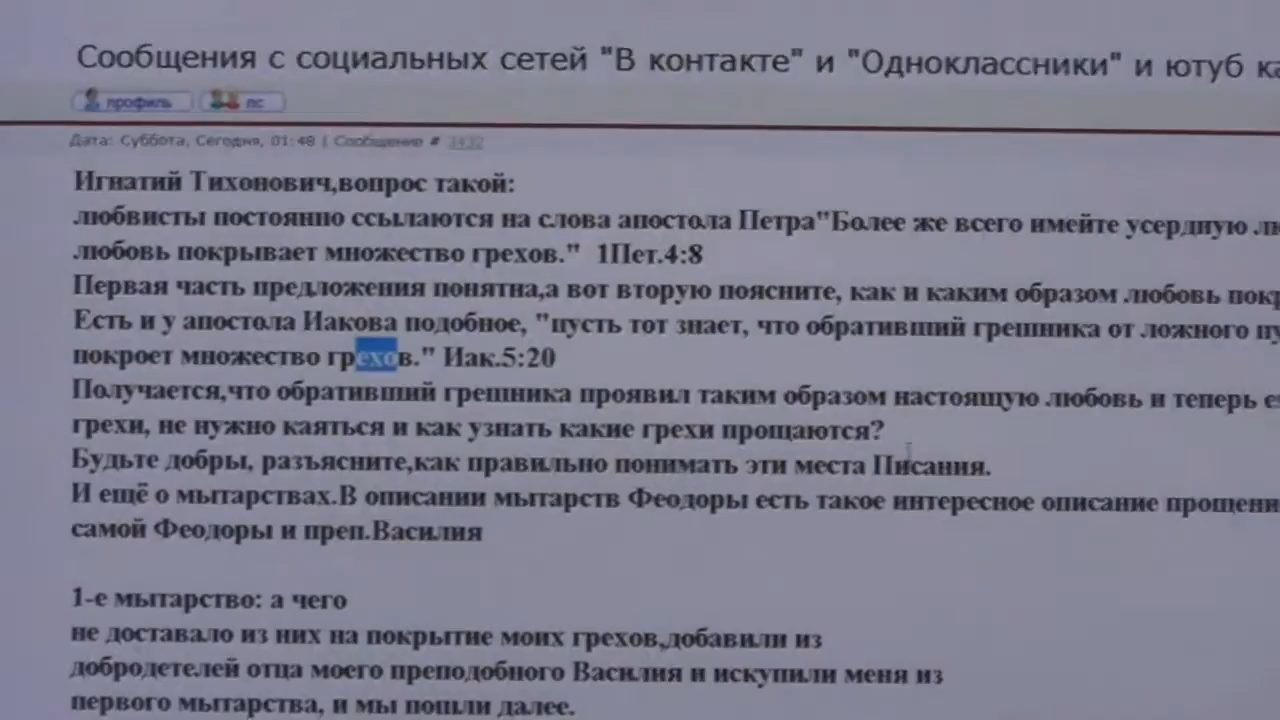 Сообщения с социальных сетей "В контакте" и "Одноклассники" и ютуб
профиль лс
Дата: Суббота, Сегодня, 01:48 | Сообщение #
Игнатий Тихонович,вопрос такой:
любвисты постоянно ссылаются на слова апостола Петра"Более же всего имейте усердную
любовь покрывает множество грехов." 1Пет.4:8
Первая часть предложения понятна,а вот вторую поясните, как и каким образом любовь
Есть и у апостола Иакова подобное, "пусть тот знает, что обративший грешника от ложного
покроет множество грехов." Иак.5:20
Получается,что обративший грешника проявил таким образом настоящую любовь и теперь
грехи, не нужно каяться и как узнать какие грехи прощаются?
Будьте добры, разъясните,как правильно понимать эти места Писания.
И ещё о мытарствах.В описании мытарств Феодоры есть такое интересное описание
самой Феодоры и преп.Василия
1-е мытарство: а чего
не доставало из них на покрытие моих грехов,добавили из
добродетелей отца моего преподобного Василия и искупили меня из
первого мытарства, и мы пошли далее.